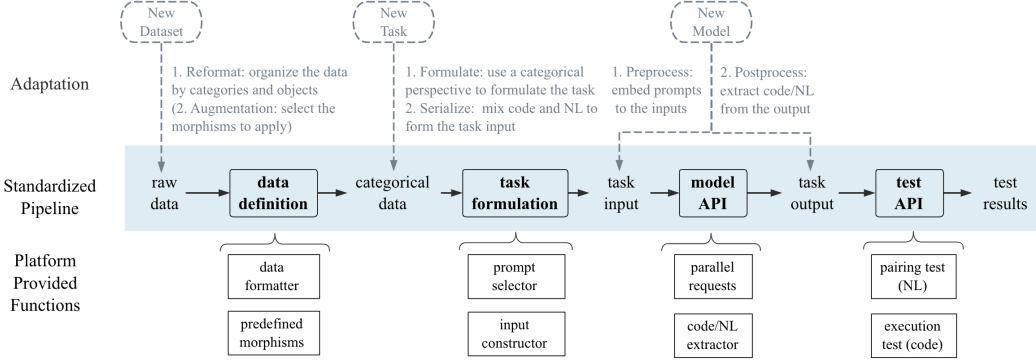 New
Dataset
New
Task
New
Model
Adaptation
1. Reformat: organize the data
by categories and objects
(2. Augmentation: select the
morphisms to apply)
1. Formulate: use a categorical
perspective to formulate the task
2. Serialize: mix code and NL to
form the task input
1. Preprocess:
embed prompts
to the inputs
2. Postprocess:
extract code/NL
from the output
Standardized
Pipeline
raw
data
data
definition
categorical
data
task
formulation
task
input
model
API
task
output
test
API
test
results
Platform
Provided
Functions
data
formatter
prompt
selector
parallel
requests
pairing test
(NL)
predefined
morphisms
input
constructor
code/NL
extractor
execution
test (code)